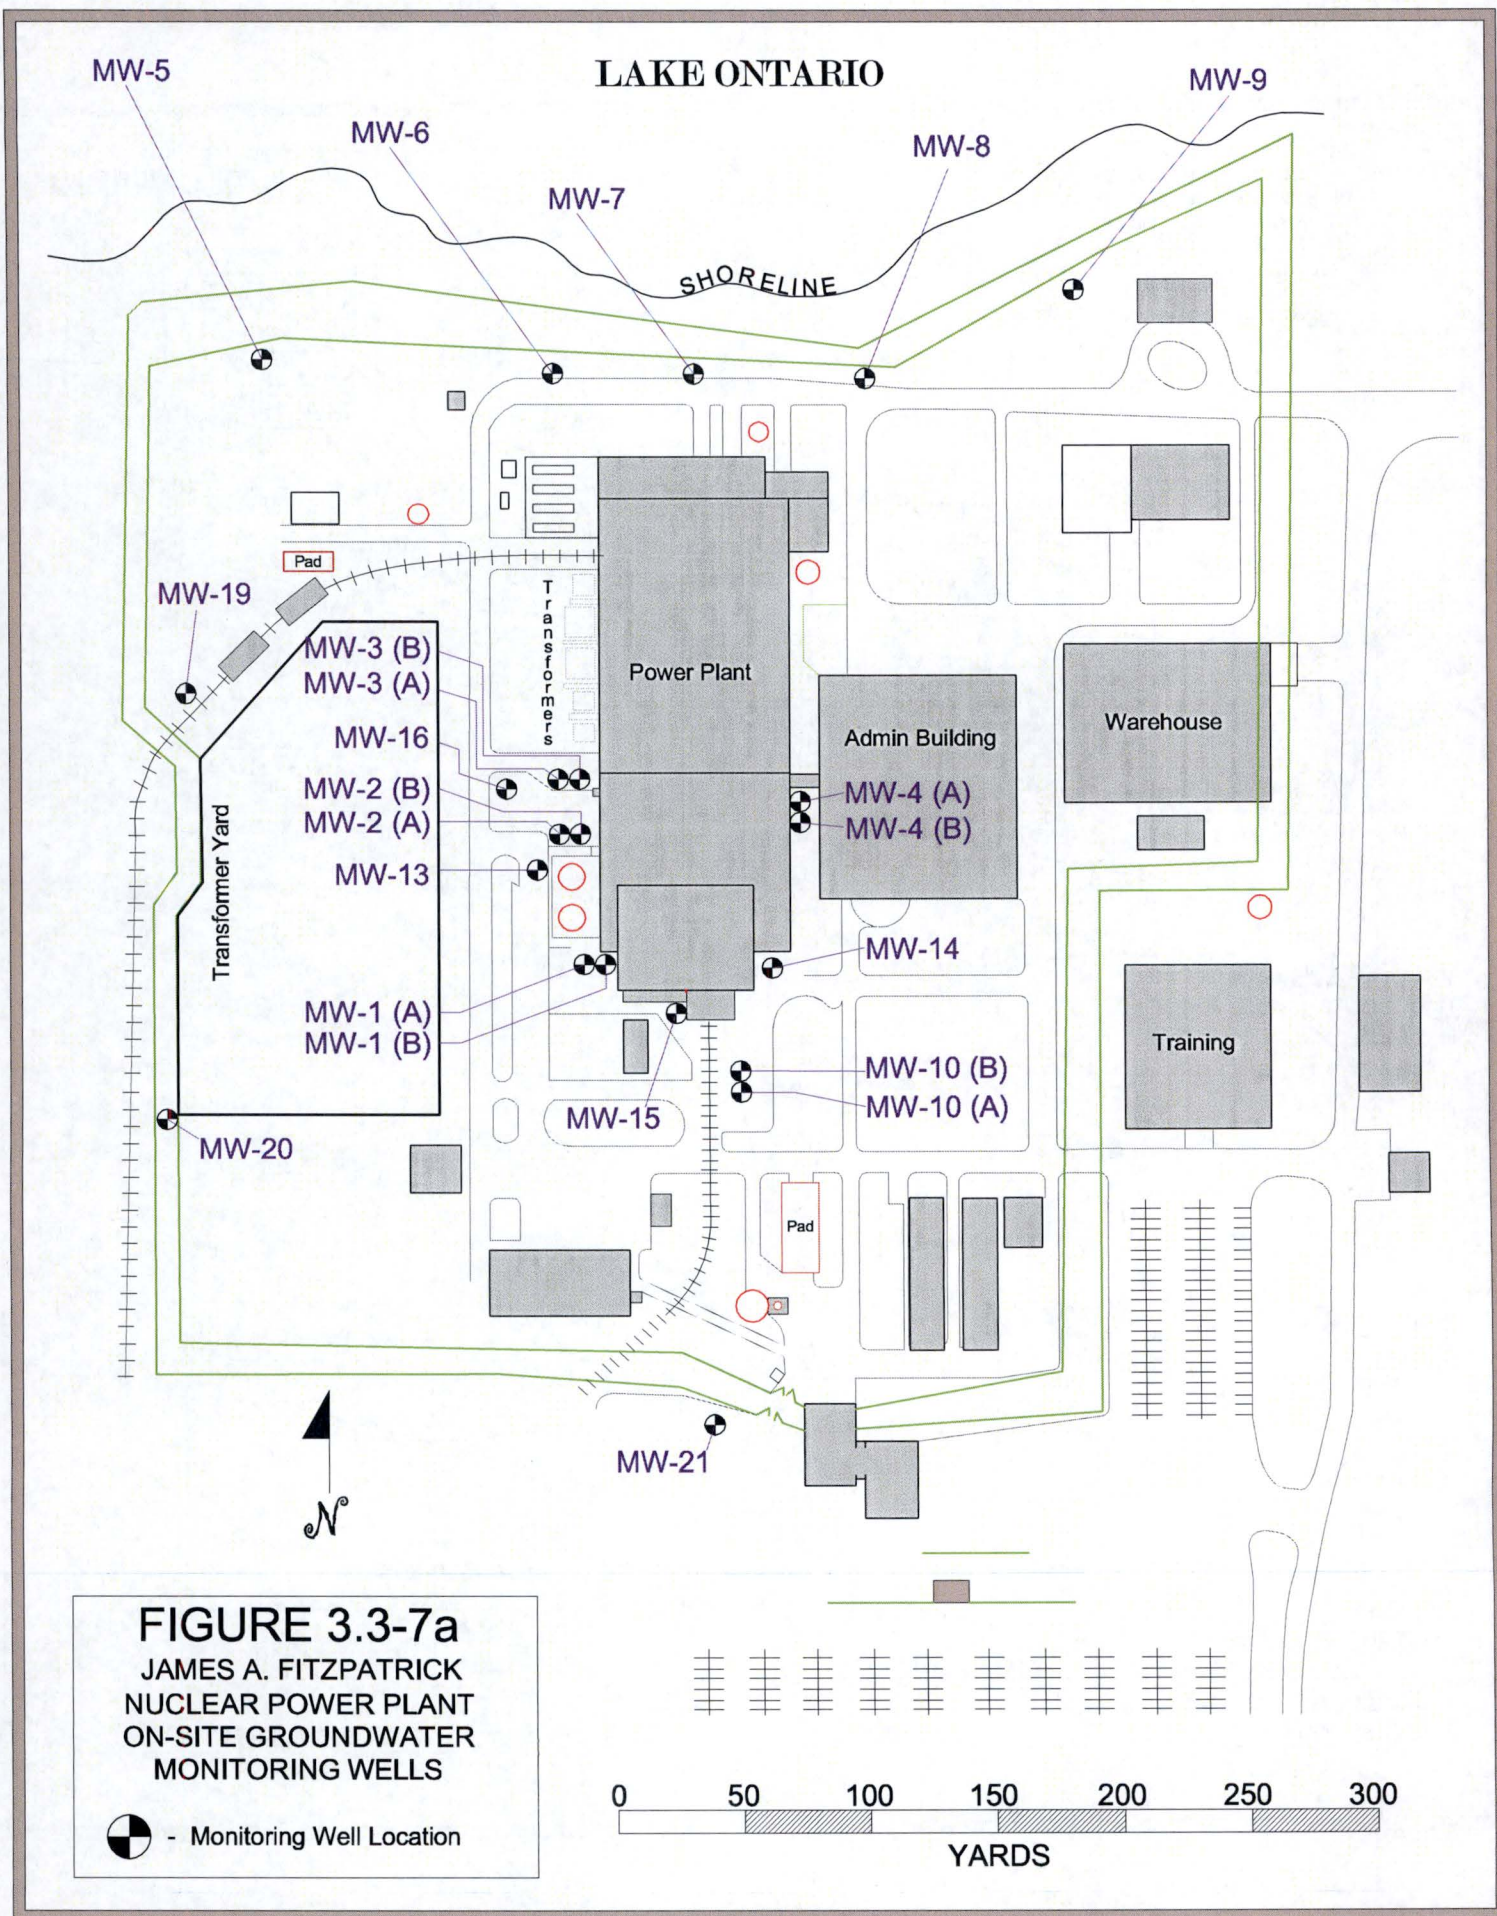 LAKE ONTARIO
MW-5
MW-9
MW-6
MW-8
MW-7
SHORELINE
Pad
MW-19
Transformers
MW-3 (B)
MW-3 (A)
Power Plant
MW-16
Admin Building
Warehouse
MW-2 (B)
MW-4 (A)
MW-2 (A)
MW-4 (B)
MW-13
Transformer Yard
MW-14
MW-1 (A)
MW-1 (B)
Training
MW-10 (B)
MW-10 (A)
MW-15
MW-20
Pad
MW-21
N
FIGURE 3.3-7a
JAMES A. FITZPATRICK
NUCLEAR POWER PLANT
ON-SITE GROUNDWATER
MONITORING WELLS
- Monitoring Well Location
0 50 100 150 200 250 300
YARDS